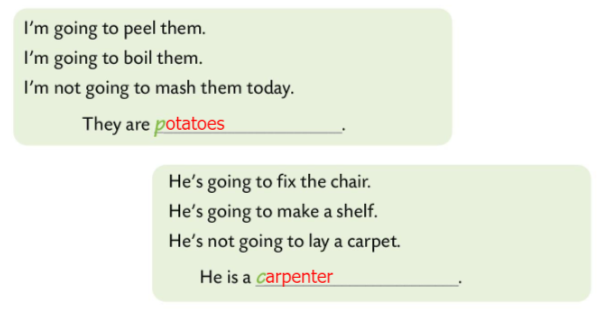 I'm going to peel them.
I'm going to boil them.
I'm not going to mash them today.
They are potatoes.
He's going to fix the chair.
He's going to make a shelf.
He's not going to lay a carpet.
He is a carpenter.